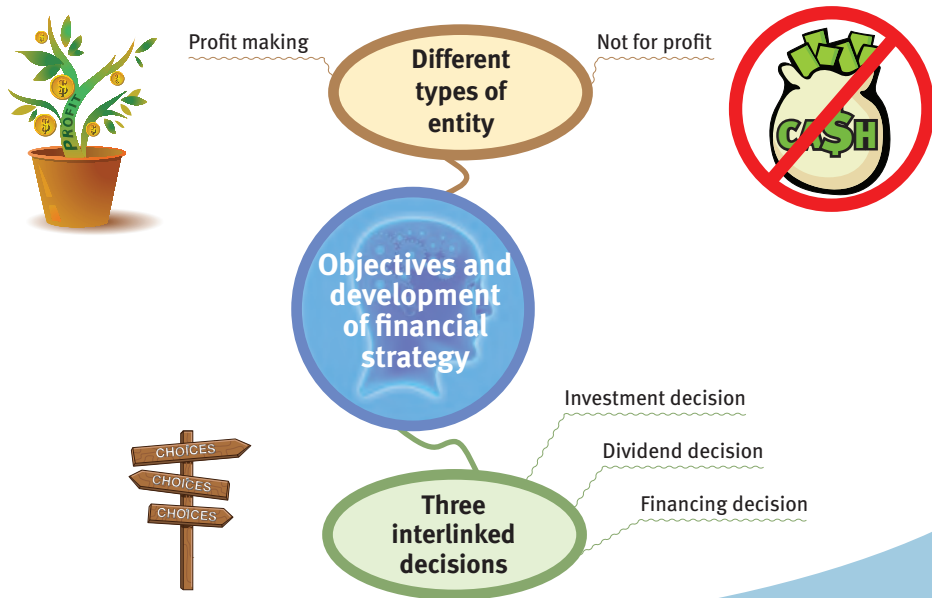 Profit making
Different
types of
entity
Not for profit
PROFIT
CA$H
Objectives and
development
of financial
strategy
Investment decision
Dividend decision
Financing decision
CHOICES
CHOICES
CHOICES
Three
interlinked
decisions